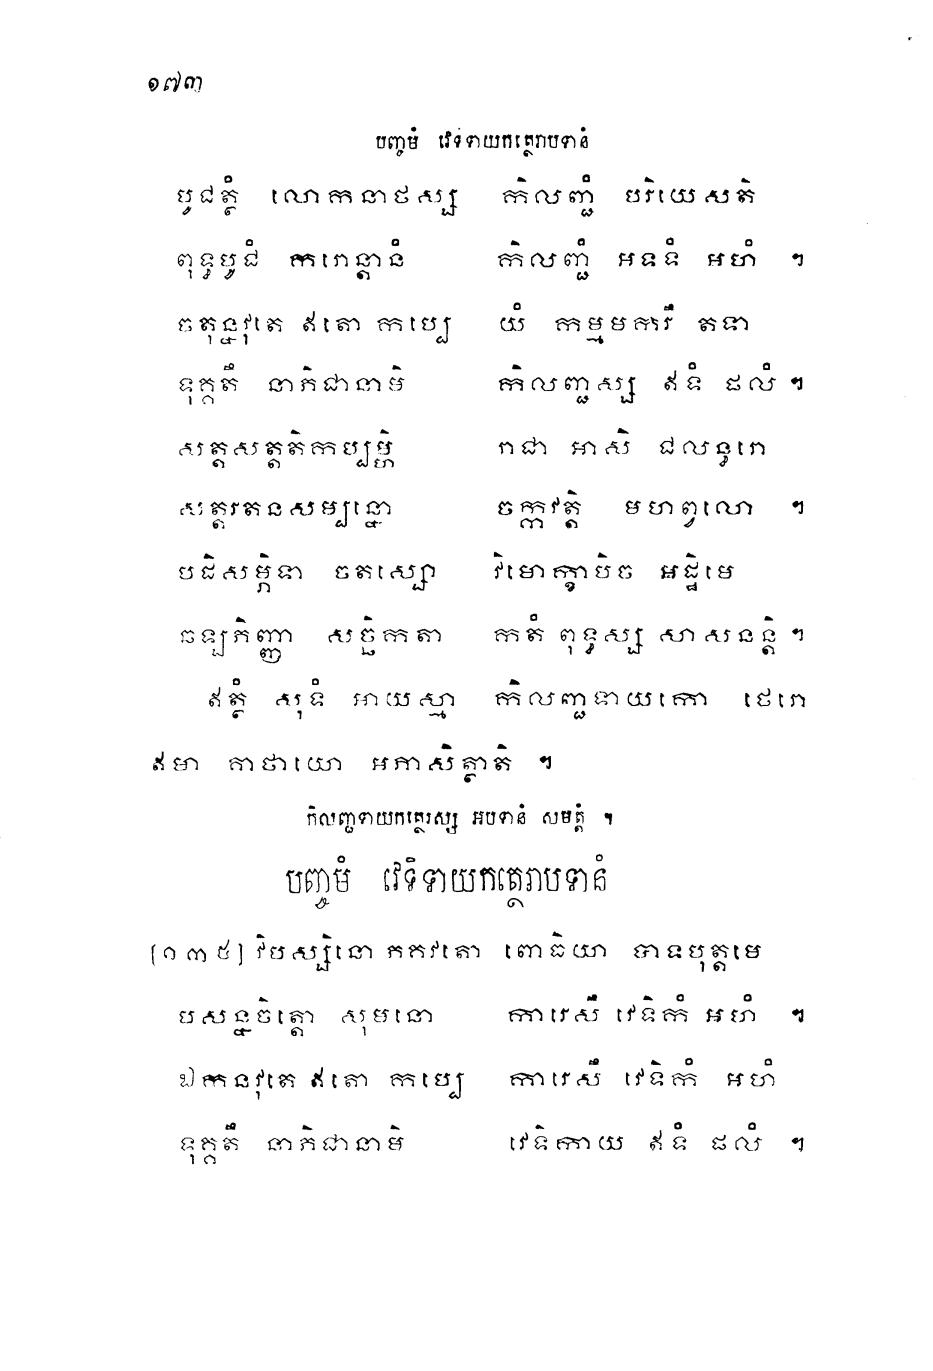 ១៧៣
បញ្ចមំ វេទិទាយកត្ថេរាបទានំ
បូជត្ថំ លោកនាថស្ស កិលញ្ជំ បរិយេសតិ
ពុទ្ធបូជំ ករោន្តានំ កិលញ្ជំ អទទំ អហំ ។
ចតុន្នវុតេ ឥតោ កប្បេ យំ កម្មមការឹ តទា
ទុគ្គតឹ នាភិជានាមិ កិលញ្ជស្ស ឥទំ ផលំ ។
សត្តសត្តតិកប្បម្ហិ រាជា អាសិ ជលន្ធរោ
សត្តរតនសម្បន្នោ ចក្កវត្តិ មហព្វលោ ។
បដិសម្ភិទា ចតស្សោ វិមោក្ខាបិច អដ្ឋិមេ
ឆឡភិញ្ញា សច្ឆិកតា កតំ ពុទ្ធស្ស សាសនន្តិ ។
ឥត្ថំ សុទំ អាយស្មា កិលញ្ជទាយកោ ថេរោ
ឥមា គាថាយោ អភាសិត្ថាតិ ។
កិលញ្ជទាយកត្ថេរស្ស អបទានំ សមត្តំ ។
បញ្ចមំ វេទិទាយកត្ថេរាបទានំ
[១៣៥] វិបស្សិនោ ភគវតោ ពោធិយា បាទបុត្តមេ
បសន្នចិត្តោ សុមនោ ការេសឹ វេទិកំ អហំ ។
ឯកនវុតេ ឥតោ កប្បេ ការេសឹ វេទិកំ អហំ
ទុគ្គតឹ នាភិជានាមិ វេទិកាយ ឥទំ ផលំ ។